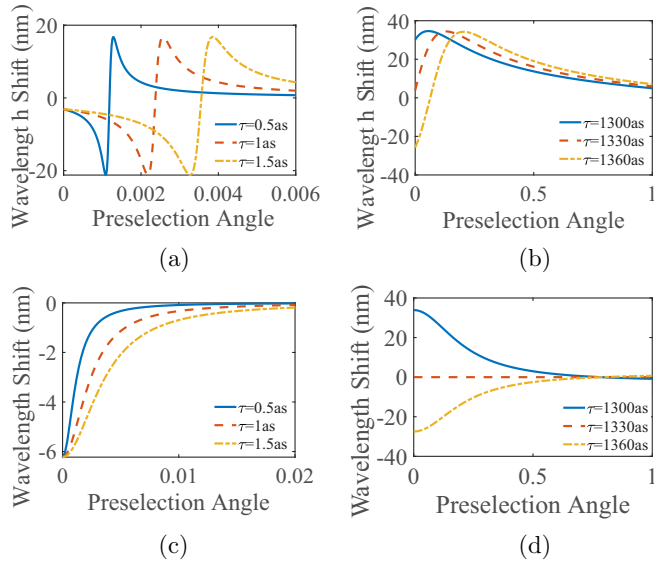 Wavelengt h Shift (nm)
20
0
-20
0
0.002
0.004
0.006
Preselection Angle
τ=0.5as
τ=1as
τ=1.5as
(a)
Wavelength Shift (nm)
40
20
0
-20
-40
0
0.5
1
Preselection Angle
τ=1300as
τ=1330as
τ=1360as
(b)
Wavelength Shift (nm)
0
-2
-4
-6
0
0.01
0.02
Preselection Angle
τ=0.5as
τ=1as
τ=1.5as
(c)
Wavelength Shift (nm)
40
20
0
-20
-40
0
0.5
1
Preselection Angle
τ=1300as
τ=1330as
τ=1360as
(d)